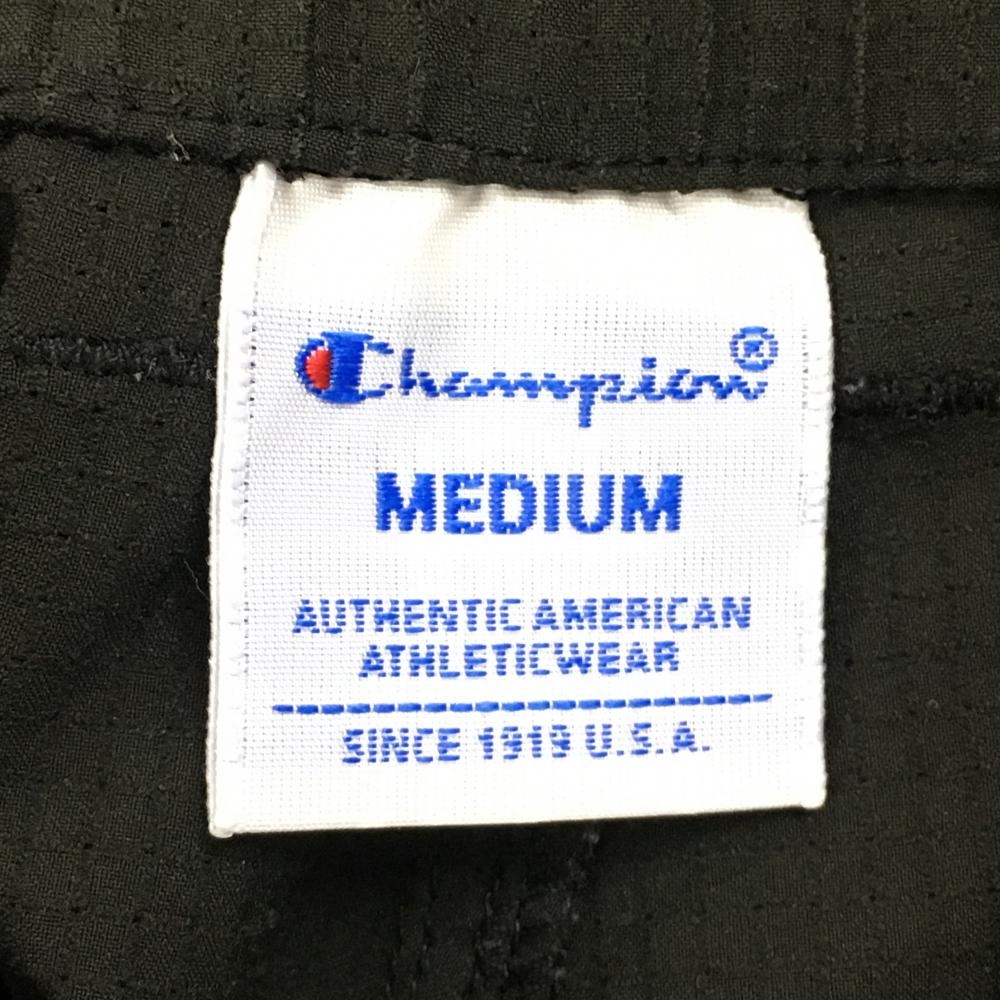 Champion®
MEDIUM
AUTHENTIC AMERICAN
ATHLETICWEAR
SINCE 1919 U.S.A.